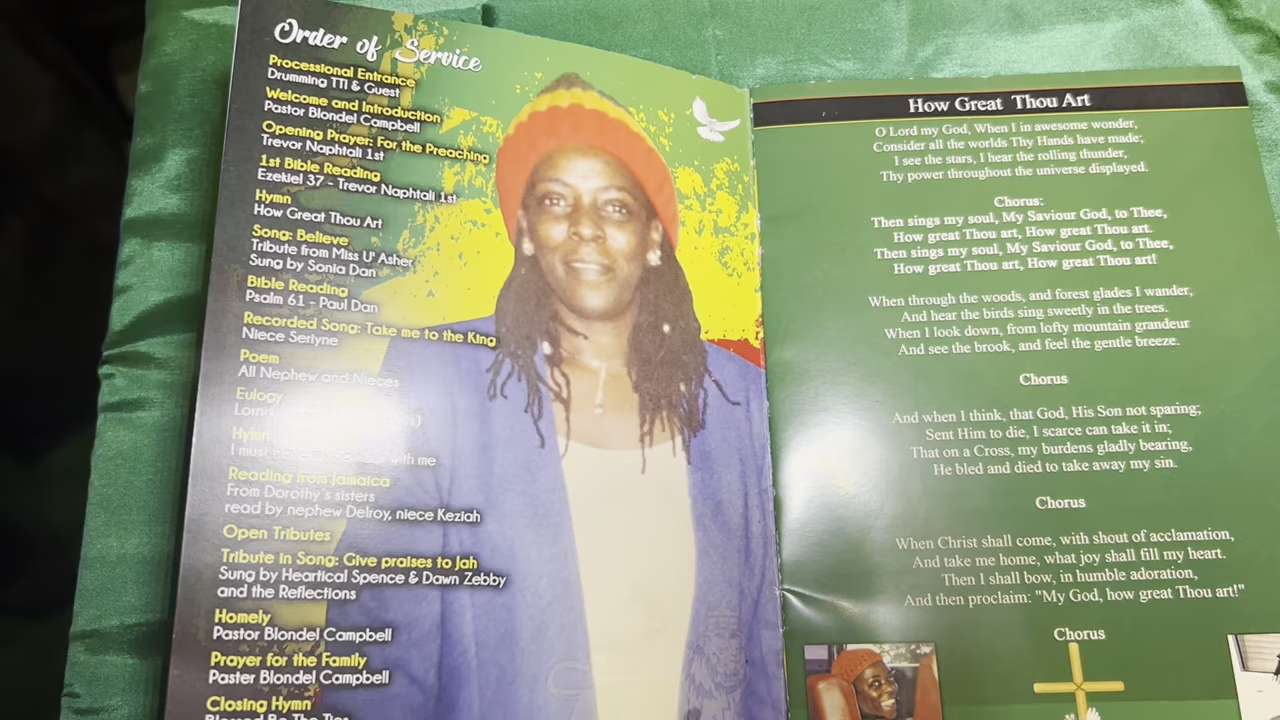 Order of Service
Processional Entrance
Drumming TTI & Guest
Welcome and Introduction
Pastor Blondel Campbell
Opening Prayer: For the Preaching
Trevor Naphtali 1st
1st Bible Reading
Ezekiel 37 - Trevor Naphtali 1st
Hymn
How Great Thou Art
Song: Believe
Tribute from Miss U' Asher
Sung by Sonia Dan
Bible Reading
Psalm 61 - Paul Dan
Recorded Song: Take me to the King
Niece Serlyne
Poem
All Nephew and Nieces
Eulogy
Hymn
I must with me
Reading from Jamaica
From Dorothy's sisters
read by nephew Delroy, niece Keziah
Open Tributes
Tribute in Song: Give praises to Jah
Sung by Heartical Spence & Dawn Zebby
and the Reflections
Homely
Pastor Blondel Campbell
Prayer for the Family
Paster Blondel Campbell
Closing Hymn
Blessed Be The Ties
How Great Thou Art
O Lord my God, When I in awesome wonder,
Consider all the worlds Thy Hands have made;
I see the stars, I hear the rolling thunder,
Thy power throughout the universe displayed.
Chorus:
Then sings my soul, My Saviour God, to Thee,
How great Thou art, How great Thou art.
Then sings my soul, My Saviour God, to Thee,
How great Thou art, How great Thou art!
When through the woods, and forest glades I wander,
And hear the birds sing sweetly in the trees.
When I look down, from lofty mountain grandeur
And see the brook, and feel the gentle breeze.
Chorus
And when I think, that God, His Son not sparing;
Sent Him to die, I scarce can take it in;
That on a Cross, my burdens gladly bearing,
He bled and died to take away my sin.
Chorus
When Christ shall come, with shout of acclamation,
And take me home, what joy shall fill my heart.
Then I shall bow, in humble adoration,
And then proclaim: "My God, how great Thou art!"
Chorus